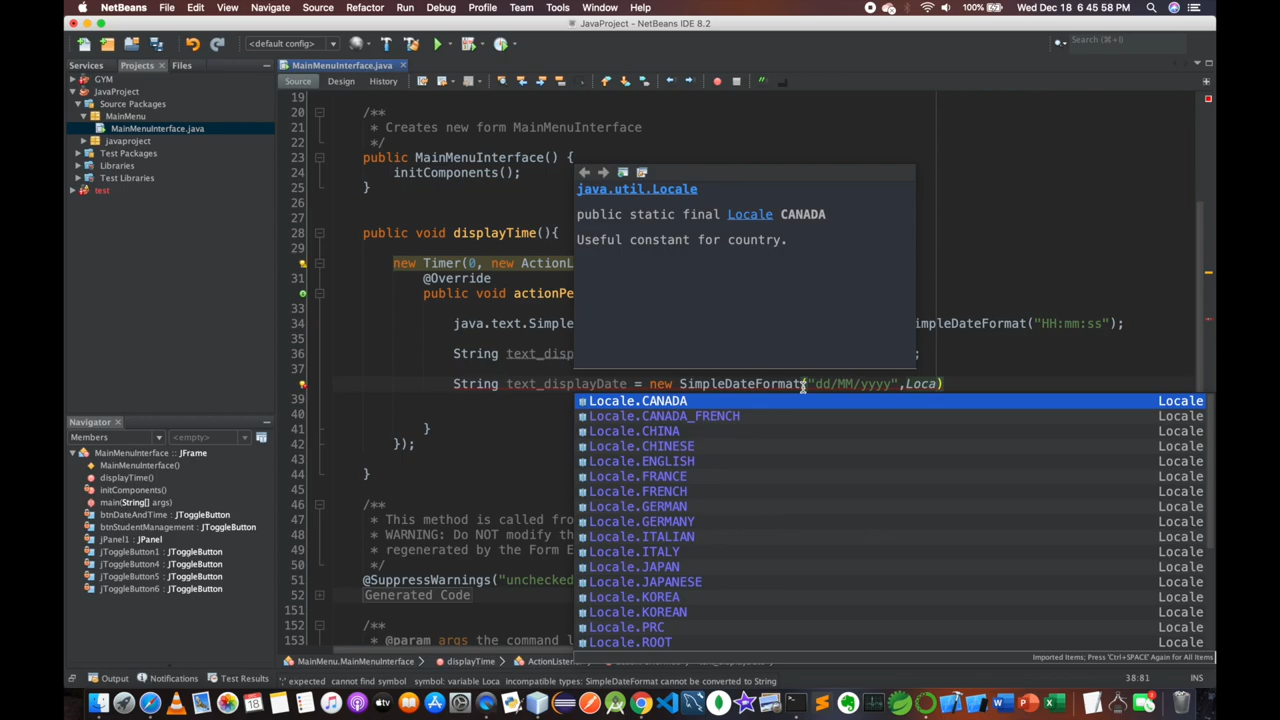 NetBeans File Edit View Navigate Source Refactor Run Debug Profile Team Tools Window Help 100% Wed Dec 18 6:45:58 PM
JavaProject - NetBeans IDE 8.2
<default config> Search (⌘+I)
Services Projects Files MainMenuInterface.java
Source Design History
GYM
JavaProject
Source Packages
MainMenu
MainMenuInterface.java
javaproject
Test Packages
Libraries
Test Libraries
test
19
20 /**
21 * Creates new form MainMenuInterface
22 */
23 public MainMenuInterface() {
24 initComponents();
25 }
26
27
28 public void displayTime(){
29
new Timer(0, new ActionL
31 @Override
public void actionPe
33
34 java.text.Simple impleDateFormat("HH:mm:ss");
35
36 String text_disp ;
37
String text_displayDate = new SimpleDateFormat("dd/MM/yyyy",Loca)
39
40
41 }
42 });
43
44 }
45
46 /**
47 * This method is called fro
48 * WARNING: Do NOT modify th
49 * regenerated by the Form E
50 */
51 @SuppressWarnings("unchecked
52 Generated Code
151
152 /**
153 * @param args the command l
java.util.Locale
public static final Locale CANADA
Useful constant for country.
Locale.CANADA Locale
Locale.CANADA_FRENCH Locale
Locale.CHINA Locale
Locale.CHINESE Locale
Locale.ENGLISH Locale
Locale.FRANCE Locale
Locale.FRENCH Locale
Locale.GERMAN Locale
Locale.GERMANY Locale
Locale.ITALIAN Locale
Locale.ITALY Locale
Locale.JAPAN Locale
Locale.JAPANESE Locale
Locale.KOREA Locale
Locale.KOREAN Locale
Locale.PRC Locale
Locale.ROOT Locale
Imported Items; Press 'Ctrl+SPACE' Again for All Items
Navigator
Members <empty>
MainMenuInterface :: JFrame
MainMenuInterface()
displayTime()
initComponents()
main(String[] args)
btnDateAndTime : JToggleButton
btnStudentManagement : JToggleButton
jPanel1 : JPanel
jToggleButton1 : JToggleButton
jToggleButton4 : JToggleButton
jToggleButton5 : JToggleButton
jToggleButton6 : JToggleButton
MainMenu.MainMenuInterface displayTime ActionListen
Output Notifications Test Results ';' expected cannot find symbol symbol: variable Loca incompatible types: SimpleDateFormat cannot be converted to String 38:81 INS